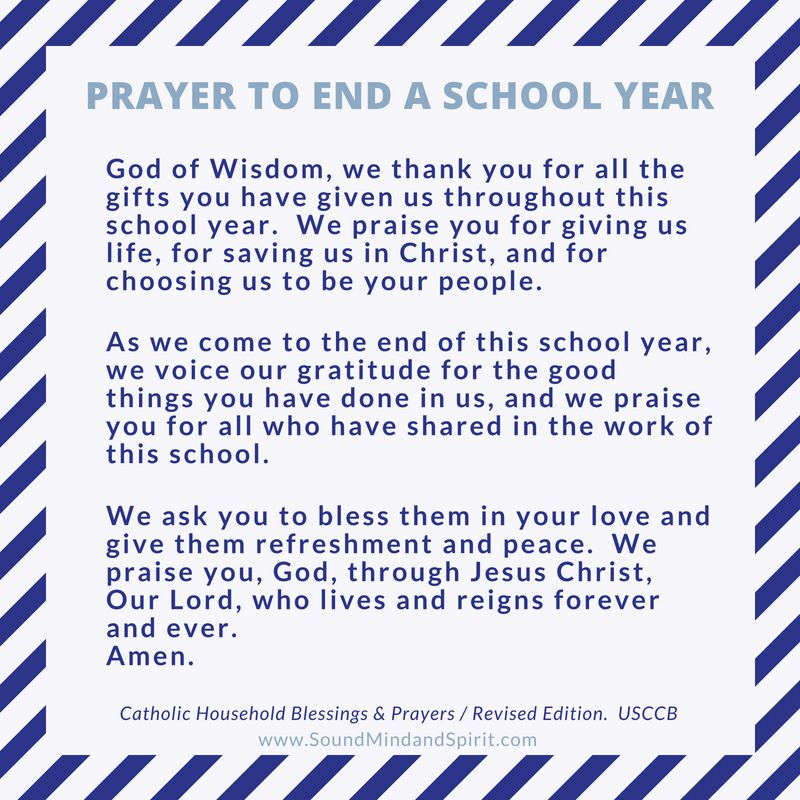 PRAYER TO END A SCHOOL YEAR
God of Wisdom, we thank you for all the
gifts you have given us throughout this
school year.  We praise you for giving us
life, for saving us in Christ, and for
choosing us to be your people.
As we come to the end of this school year,
we voice our gratitude for the good
things you have done in us, and we praise
you for all who have shared in the work of
this school.
We ask you to bless them in your love and
give them refreshment and peace.  We
praise you, God, through Jesus Christ,
Our Lord, who lives and reigns forever
and ever.
Amen.
Catholic Household Blessings & Prayers / Revised Edition.  USCCB
www.SoundMindandSpirit.com